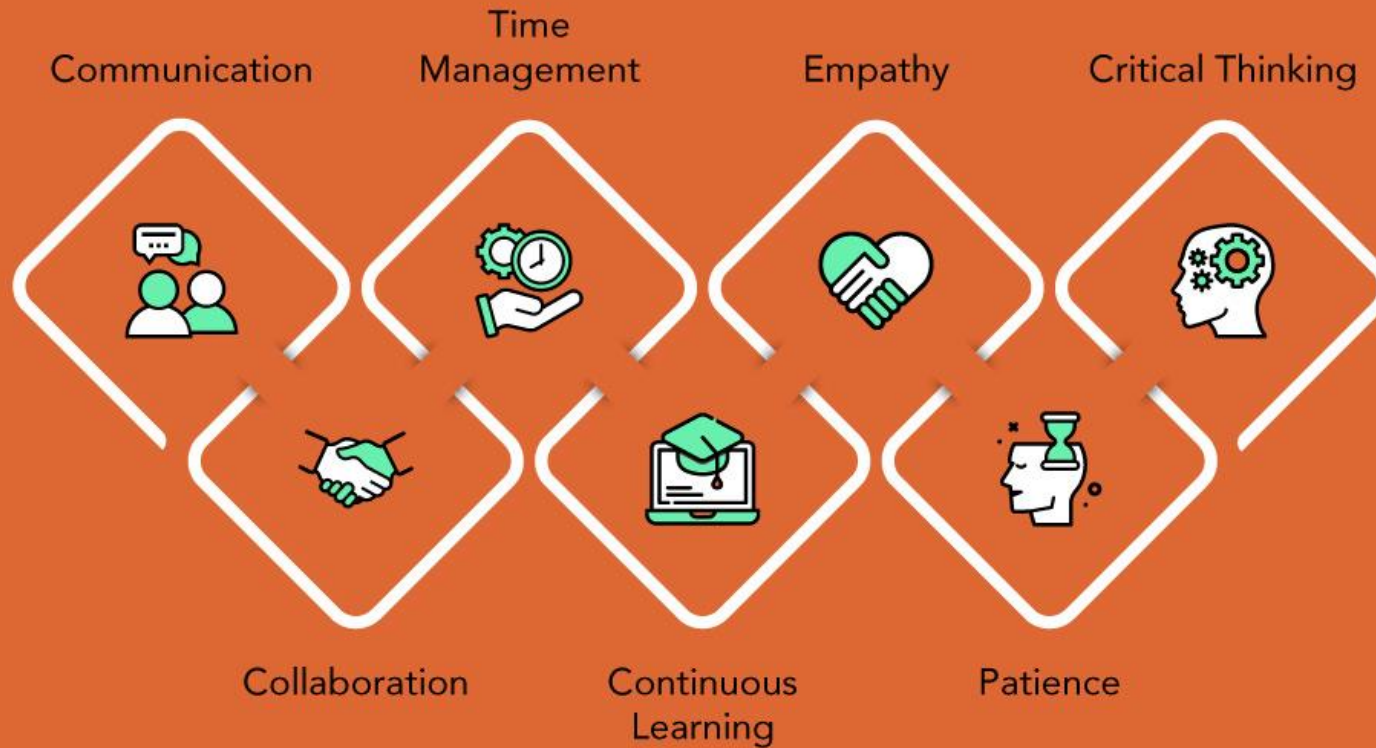 Communication
Time
Management
Empathy
Critical Thinking
Collaboration
Continuous
Learning
Patience